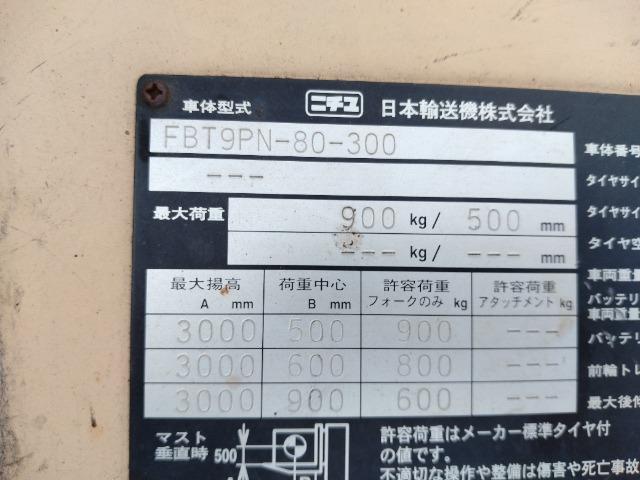 車体型式 ニチユ 日本輸送機株式会社
FBT9PN-80-300 車体番号
--- タイヤサイ
最大荷重 900 kg/ 500 mm タイヤサイ
--- kg/ --- mm タイヤ空
車両重量
最大揚高 荷重中心 許容荷重 許容荷重 バッテリ
A mm B mm フォークのみ kg アタッチメント kg 車両重量
3000 500 900 --- バッテリ
3000 600 800 --- 前輪トレ
3000 900 600 --- 最大後傾
マスト 許容荷重はメーカー標準タイヤ付
垂直時 500 の値です。
不適切な操作や整備は傷害や死亡事故